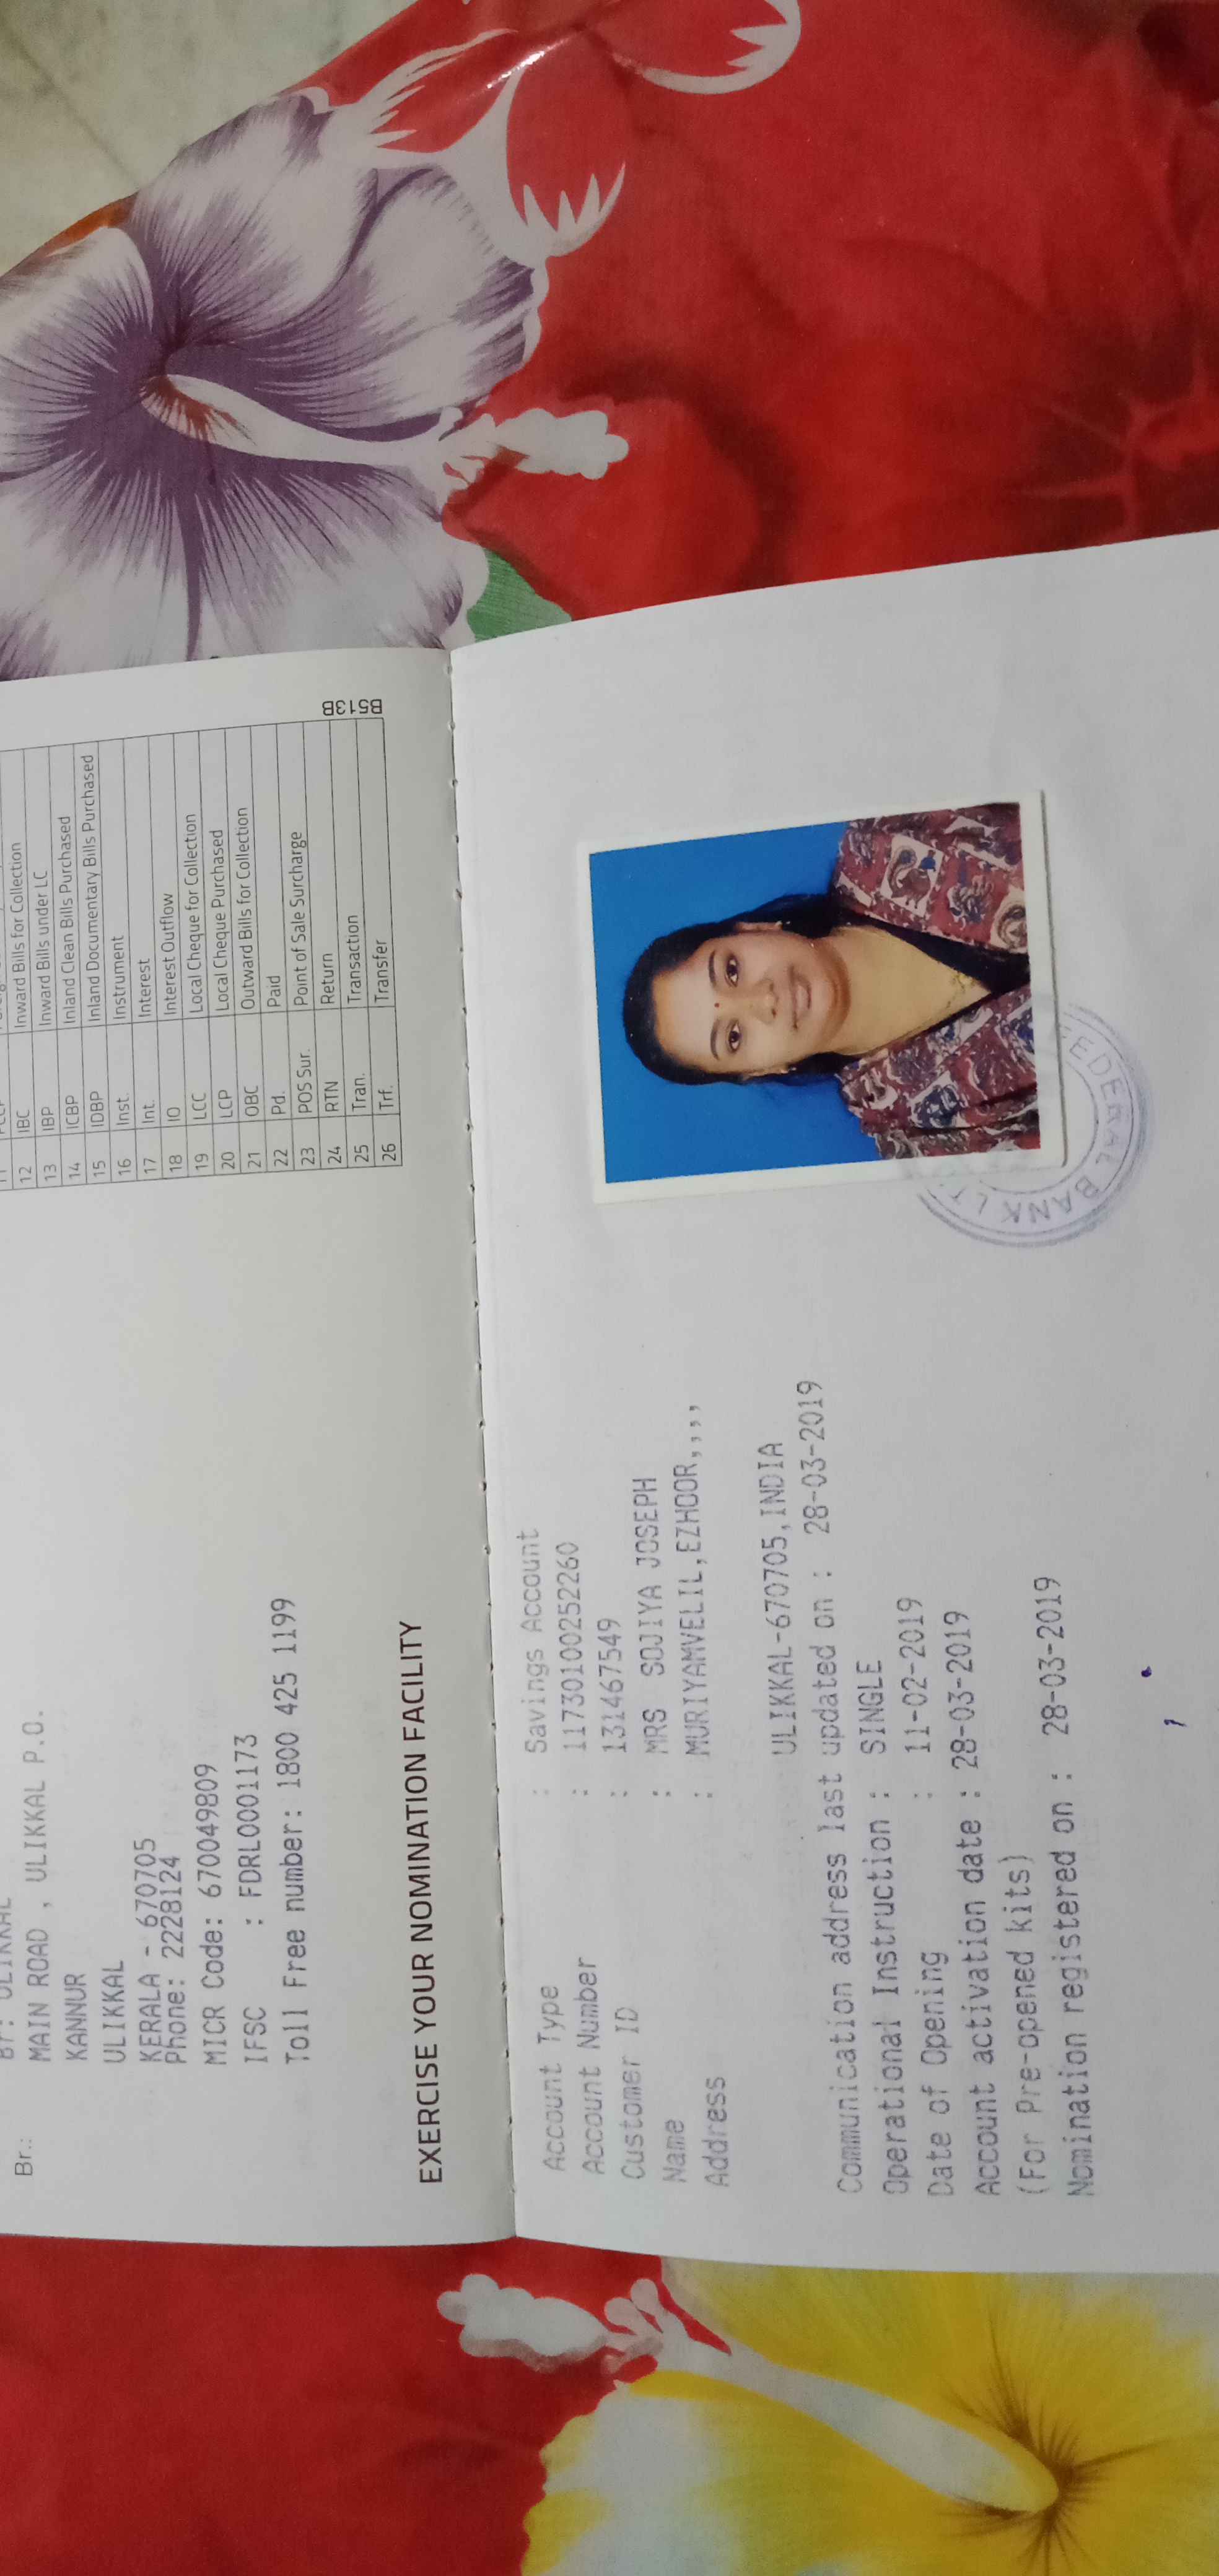 12 IBC Inward Bills for Collection
13 IBP Inward Bills under LC
14 ICBP Inland Clean Bills Purchased
15 IDBP Inland Documentary Bills Purchased
16 Inst. Instrument
17 Int. Interest
18 IO Interest Outflow
19 LCC Local Cheque for Collection
20 LCP Local Cheque Purchased
21 OBC Outward Bills for Collection
22 Pd. Paid
23 POS Sur. Point of Sale Surcharge
24 RTN Return
25 Tran. Transaction
26 Trf. Transfer
B513B
Br.:
MAIN ROAD , ULIKKAL P.O.
KANNUR
ULIKKAL
KERALA - 670705
Phone: 2228124
MICR Code: 670049809
IFSC : FDRL0001173
Toll Free number: 1800 425 1199
EXERCISE YOUR NOMINATION FACILITY
Account Type : Savings Account
Account Number : 11730100252260
Customer ID : 131467549
Name : MRS SOJIYA JOSEPH
Address : MURIYAMVELIL,EZHOOR,,,,
ULIKKAL-670705,INDIA
Communication address last updated on : 28-03-2019
Operational Instruction : SINGLE
Date of Opening : 11-02-2019
Account activation date : 28-03-2019
(For Pre-opened kits)
Nomination registered on : 28-03-2019
FEDERAL BANK LTD